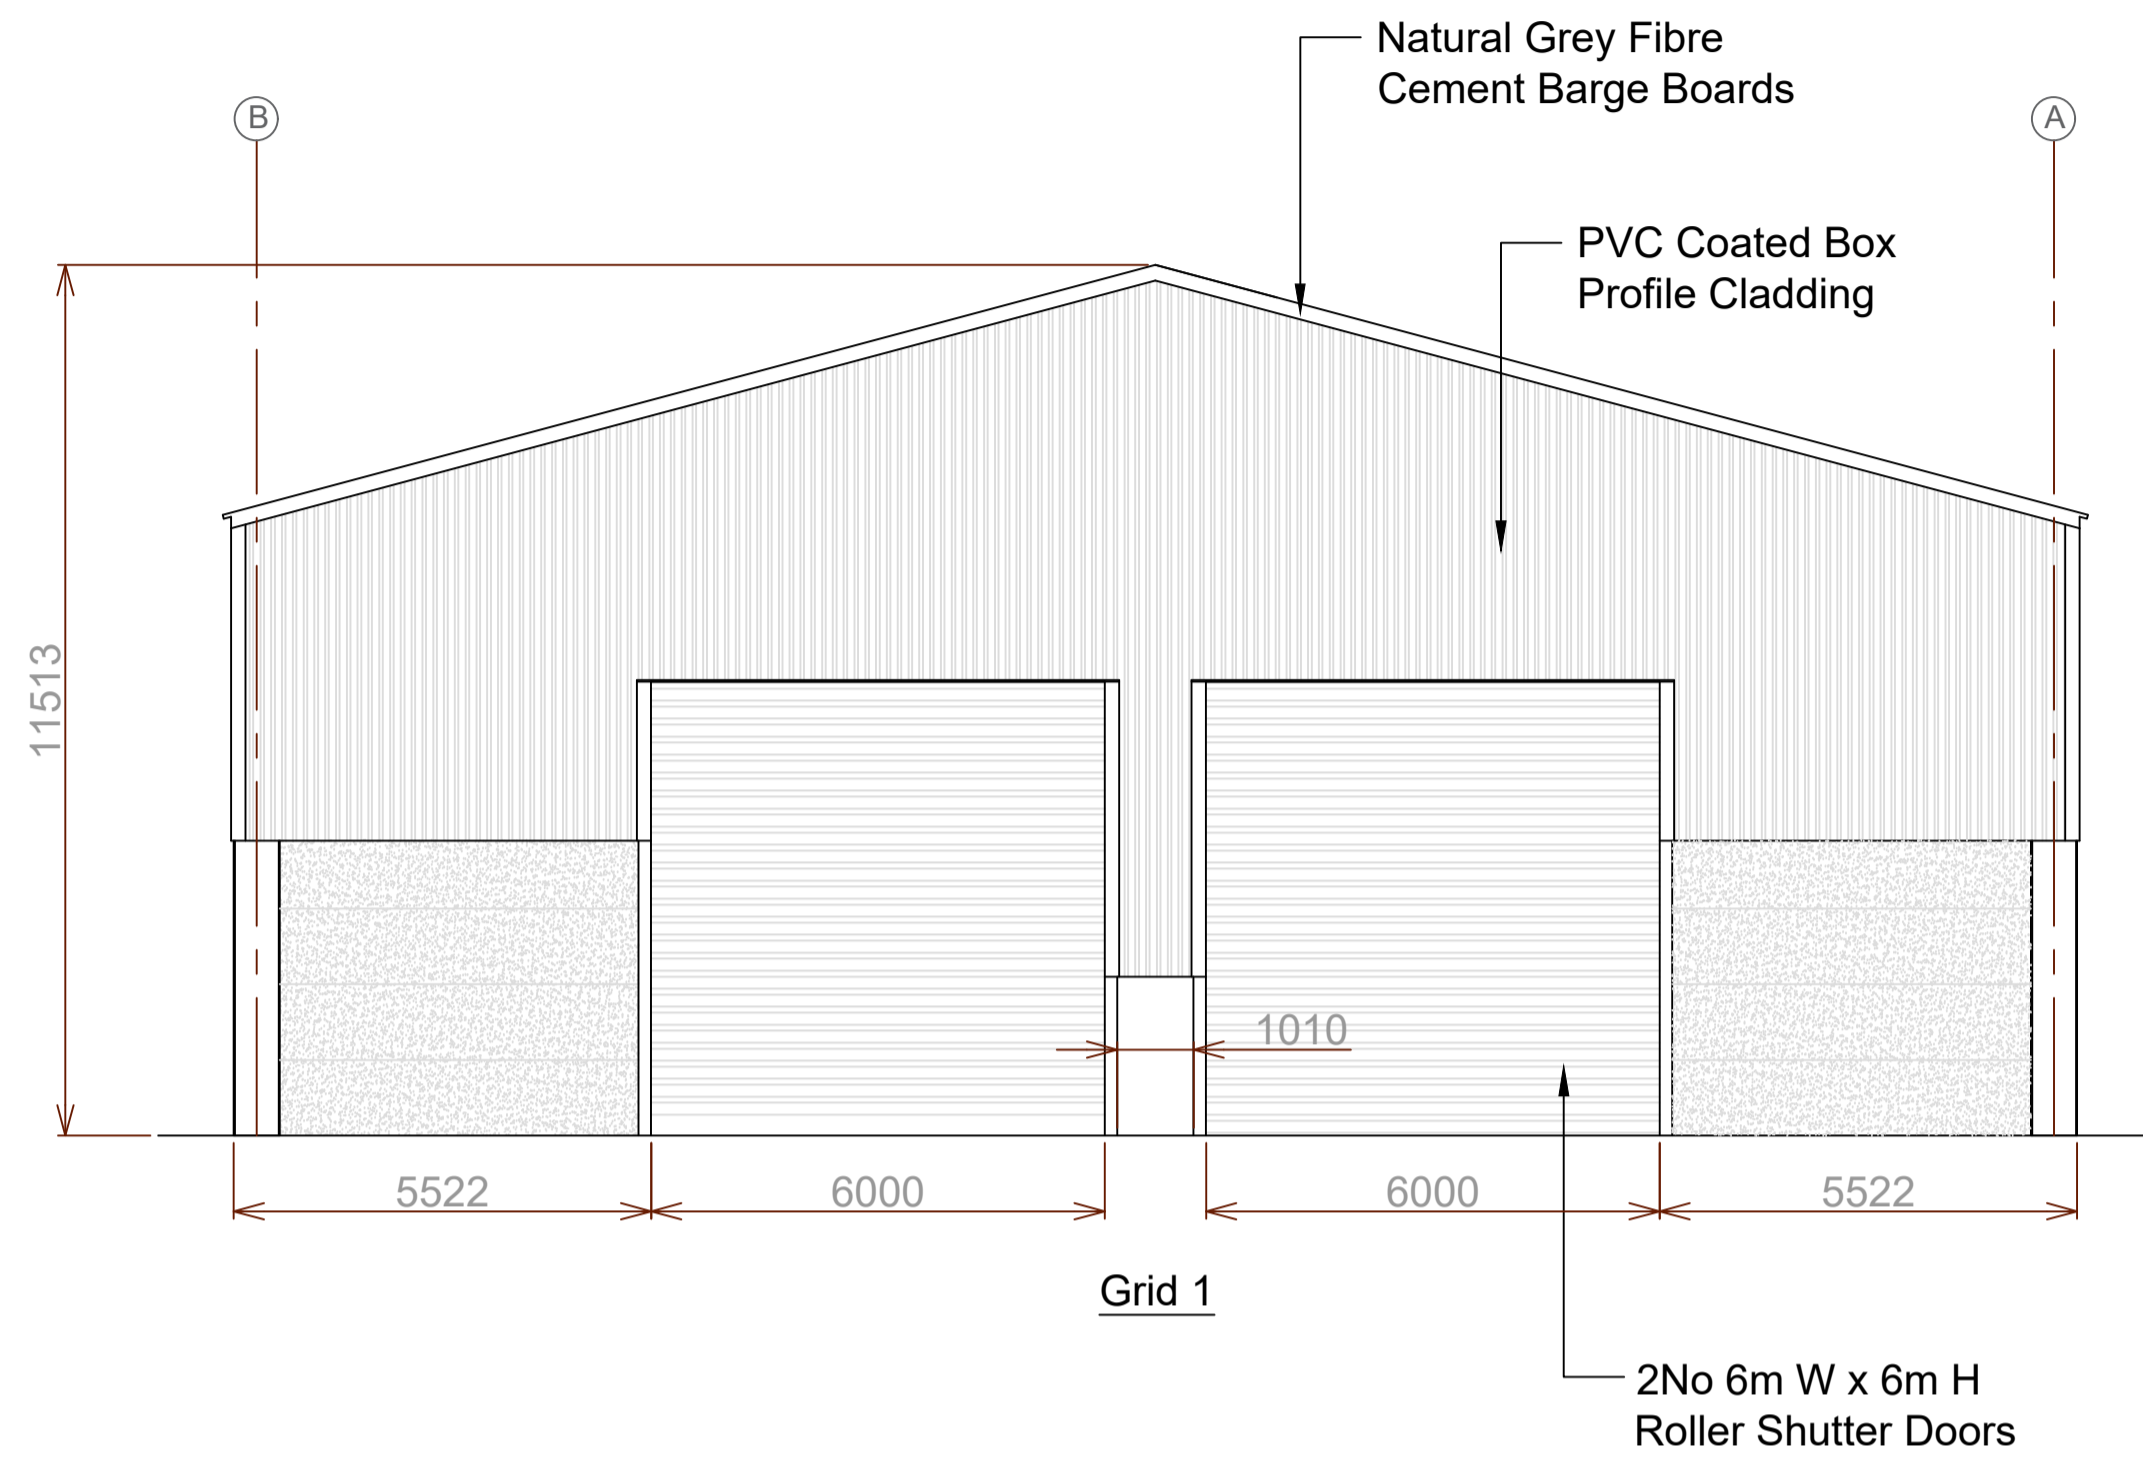 Natural Grey Fibre
Cement Barge Boards
B
A
PVC Coated Box
Profile Cladding
11513
1010
5522
6000
6000
5522
Grid 1
2No 6m W x 6m H
Roller Shutter Doors